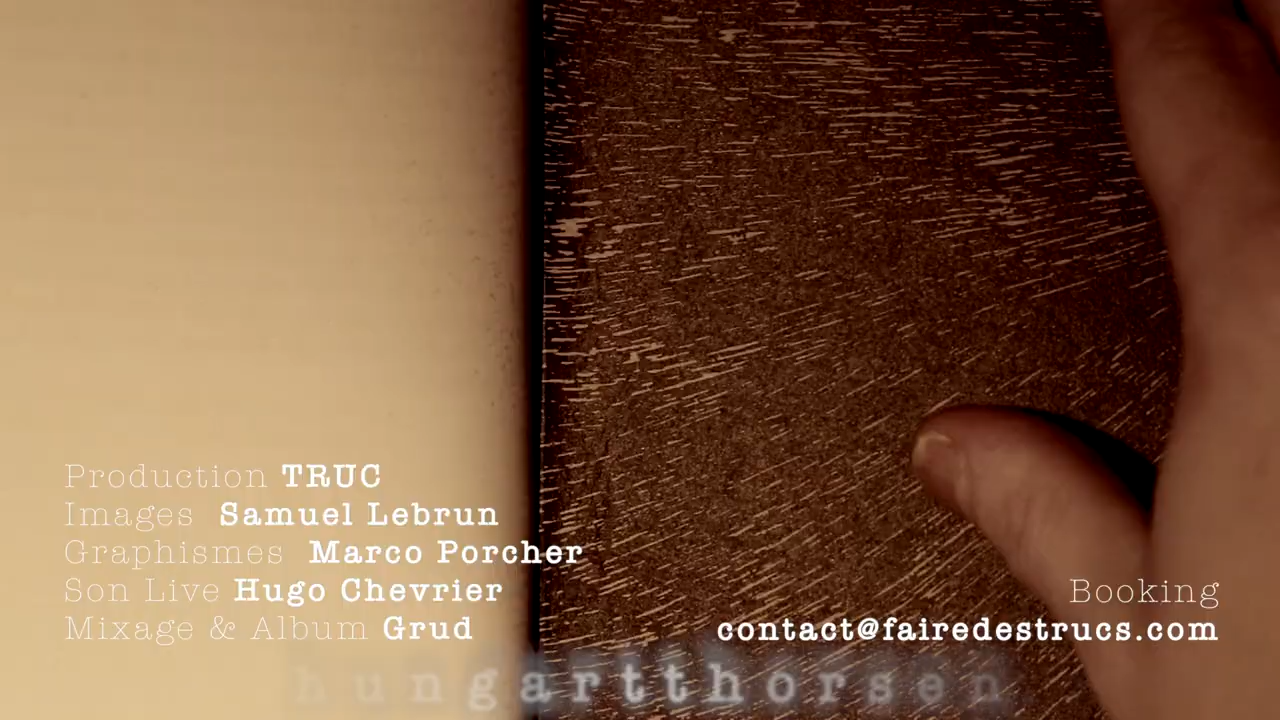 Production TRUC
Images Samuel Lebrun
Graphismes Marco Porcher
Son Live Hugo Chevrier
Mixage & Album Grud
Booking
contact@fairedestrucs.com
hungartthorsen